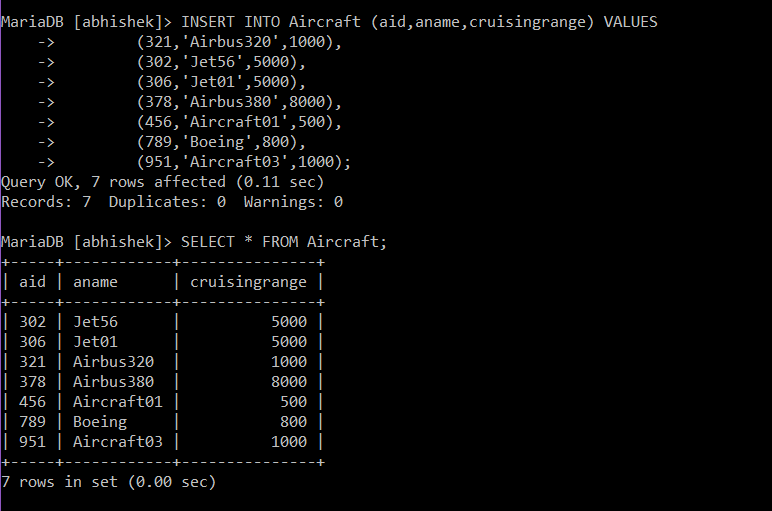 MariaDB [abhishek]> INSERT INTO Aircraft (aid,aname,cruisingrange) VALUES
    ->         (321,'Airbus320',1000),
    ->         (302,'Jet56',5000),
    ->         (306,'Jet01',5000),
    ->         (378,'Airbus380',8000),
    ->         (456,'Aircraft01',500),
    ->         (789,'Boeing',800),
    ->         (951,'Aircraft03',1000);
Query OK, 7 rows affected (0.11 sec)
Records: 7  Duplicates: 0  Warnings: 0

MariaDB [abhishek]> SELECT * FROM Aircraft;
+-----+------------+---------------+
| aid | aname      | cruisingrange |
+-----+------------+---------------+
| 302 | Jet56      |          5000 |
| 306 | Jet01      |          5000 |
| 321 | Airbus320  |          1000 |
| 378 | Airbus380  |          8000 |
| 456 | Aircraft01 |           500 |
| 789 | Boeing     |           800 |
| 951 | Aircraft03 |          1000 |
+-----+------------+---------------+
7 rows in set (0.00 sec)